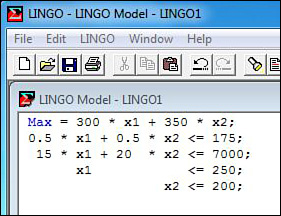 LINGO - LINGO Model - LINGO1
File Edit LINGO Window Help
LINGO Model - LINGO1
Max = 300 * x1 + 350 * x2;
0.5 * x1 + 0.5 * x2 <= 175;
15 * x1 + 20 * x2 <= 7000;
x1 <= 250;
x2 <= 200;